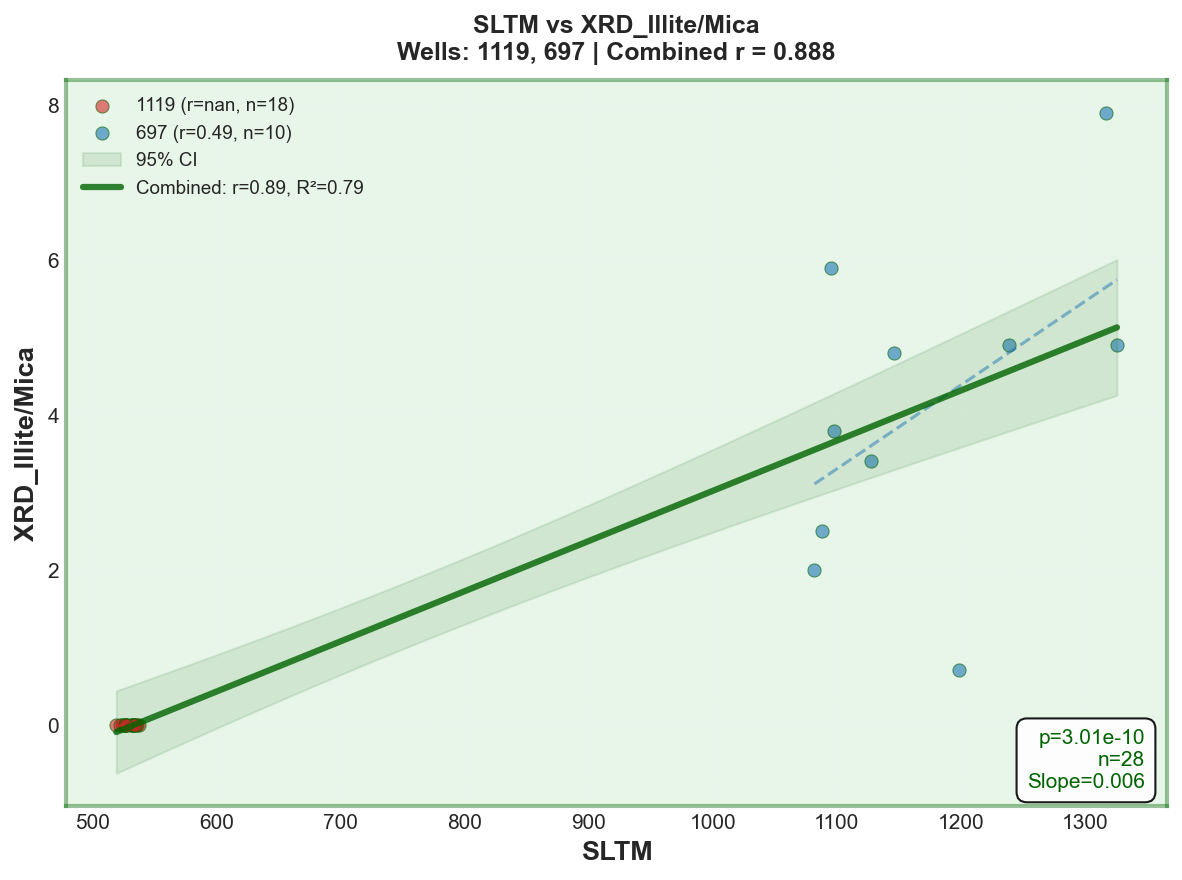 SLTM vs XRD_Illite/Mica
Wells: 1119, 697 | Combined r = 0.888
1119 (r=nan, n=18)
697 (r=0.49, n=10)
95% CI
Combined: r=0.89, R²=0.79
XRD_Illite/Mica
8
6
4
2
0
p=3.01e-10
n=28
Slope=0.006
500 600 700 800 900 1000 1100 1200 1300
SLTM